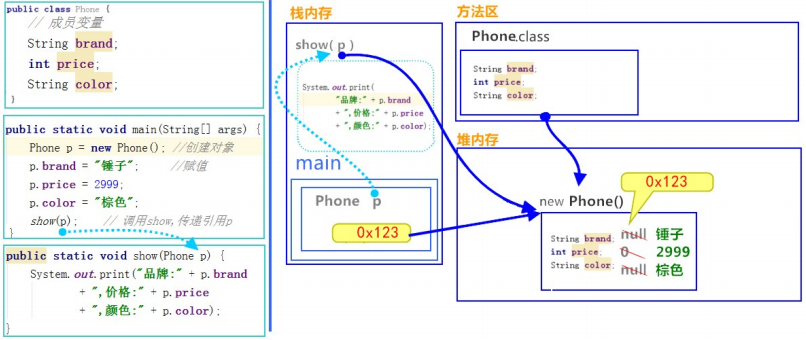 public class Phone {
// 成员变量
String brand;
int price;
String color;
}
public static void main(String[] args) {
Phone p = new Phone(); //创建对象
p.brand = "锤子"; //赋值
p.price = 2999;
p.color = "棕色";
show(p); // 调用show,传递引用p
}
public static void show(Phone p) {
System.out.print("品牌:" + p.brand
+ ",价格:" + p.price
+ ",颜色:" + p.color);
}
栈内存
show( p )
System.out.print(
"品牌:" + p.brand
+ ",价格:" + p.price
+ ",颜色:" + p.color);
main
Phone p
0x123
方法区
Phone.class
String brand;
int price;
String color;
堆内存
0x123
new Phone()
String brand; null 锤子
int price; 0 2999
String color; null 棕色